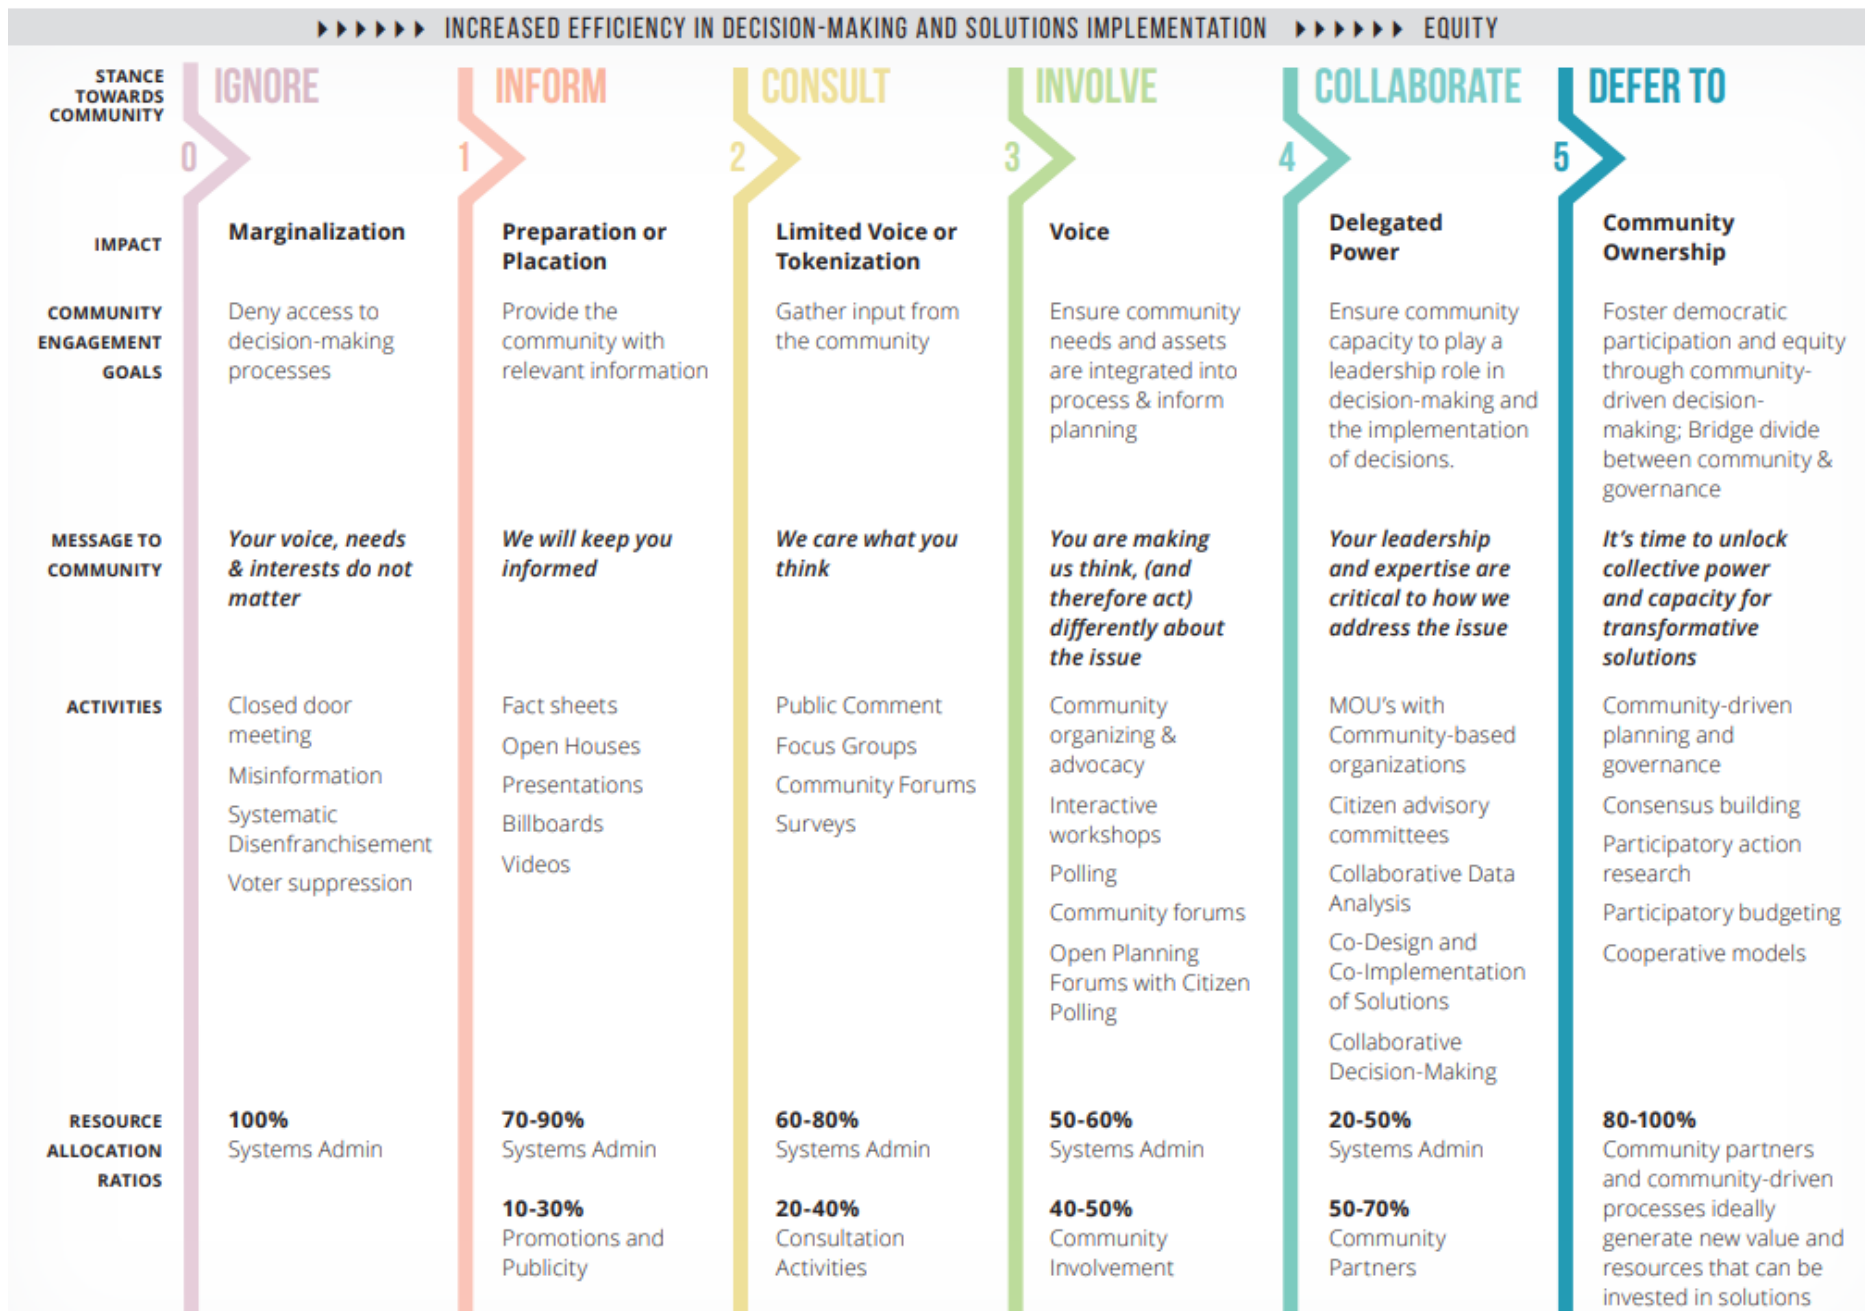 INCREASED EFFICIENCY IN DECISION-MAKING AND SOLUTIONS IMPLEMENTATION EQUITY
STANCE
TOWARDS
COMMUNITY
IGNORE
0
INFORM
1
CONSULT
2
INVOLVE
3
COLLABORATE
4
DEFER TO
5
IMPACT
Marginalization
Preparation or
Placation
Limited Voice or
Tokenization
Voice
Delegated
Power
Community
Ownership
COMMUNITY
ENGAGEMENT
GOALS
Deny access to
decision-making
processes
Provide the
community with
relevant information
Gather input from
the community
Ensure community
needs and assets
are integrated into
process & inform
planning
Ensure community
capacity to play a
leadership role in
decision-making and
the implementation
of decisions.
Foster democratic
participation and equity
through community-
driven decision-
making; Bridge divide
between community &
governance
MESSAGE TO
COMMUNITY
Your voice, needs
& interests do not
matter
We will keep you
informed
We care what you
think
You are making
us think, (and
therefore act)
differently about
the issue
Your leadership
and expertise are
critical to how we
address the issue
It's time to unlock
collective power
and capacity for
transformative
solutions
ACTIVITIES
Closed door
meeting
Misinformation
Systematic
Disenfranchisement
Voter suppression
Fact sheets
Open Houses
Presentations
Billboards
Videos
Public Comment
Focus Groups
Community Forums
Surveys
Community
organizing &
advocacy
Interactive
workshops
Polling
Community forums
Open Planning
Forums with Citizen
Polling
MOU's with
Community-based
organizations
Citizen advisory
committees
Collaborative Data
Analysis
Co-Design and
Co-Implementation
of Solutions
Collaborative
Decision-Making
Community-driven
planning and
governance
Consensus building
Participatory action
research
Participatory budgeting
Cooperative models
RESOURCE
ALLOCATION
RATIOS
100%
Systems Admin
70-90%
Systems Admin
10-30%
Promotions and
Publicity
60-80%
Systems Admin
20-40%
Consultation
Activities
50-60%
Systems Admin
40-50%
Community
Involvement
20-50%
Systems Admin
50-70%
Community
Partners
80-100%
Community partners
and community-driven
processes ideally
generate new value and
resources that can be
invested in solutions